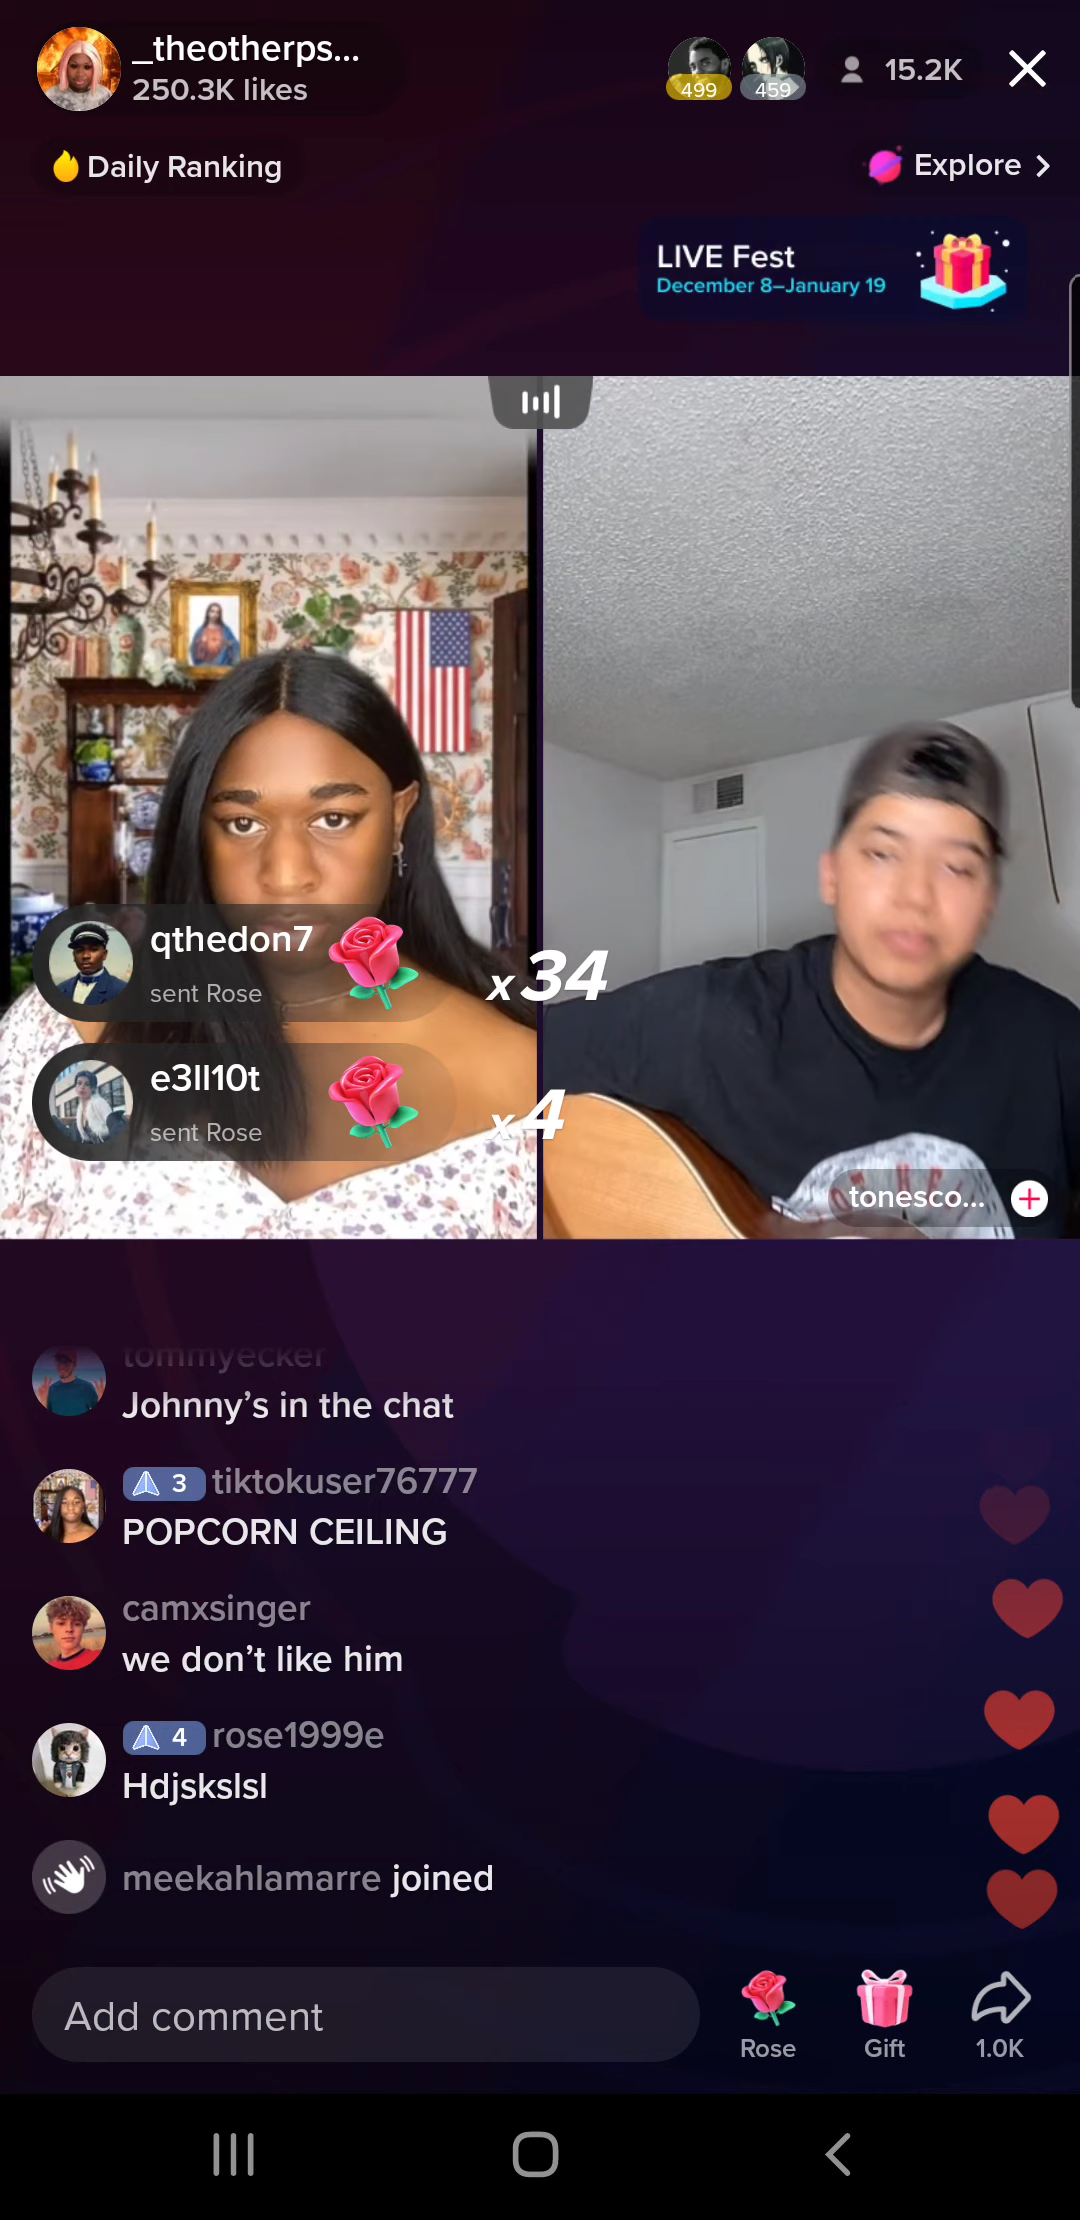 _theotherps...
250.3K likes
499
459
15.2K
Daily Ranking
Explore
LIVE Fest
December 8–January 19
qthedon7
sent Rose
x34
e3ll10t
sent Rose
x4
tonesco...
tommyecker
Johnny’s in the chat
3 tiktokuser76777
POPCORN CEILING
camxsinger
we don’t like him
4 rose1999e
Hdjskslsl
meekahlamarre joined
Add comment
Rose
Gift
1.0K